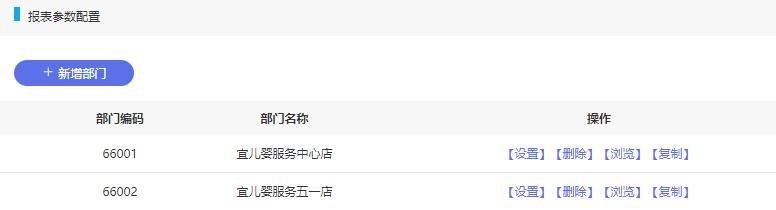 报表参数配置
+ 新增部门
部门编码 部门名称 操作
66001 宜儿婴服务中心店 【设置】【删除】【浏览】【复制】
66002 宜儿婴服务五一店 【设置】【删除】【浏览】【复制】